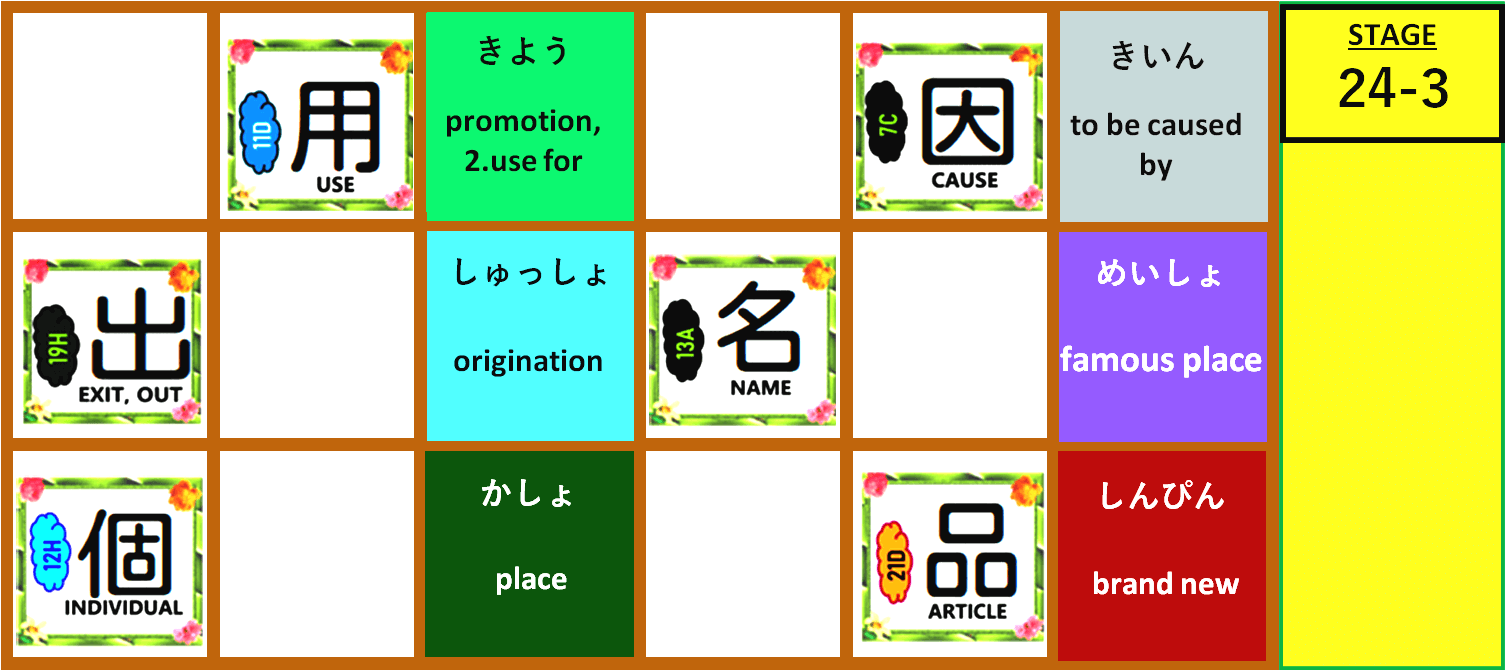 11D
用
USE
きよう
promotion,
2.use for
7C
因
CAUSE
きいん
to be caused
by
STAGE
24-3
19H
出
EXIT, OUT
しゅっしょ
origination
13A
名
NAME
めいしょ
famous place
12H
個
INDIVIDUAL
かしょ
place
21D
品
ARTICLE
しんぴん
brand new